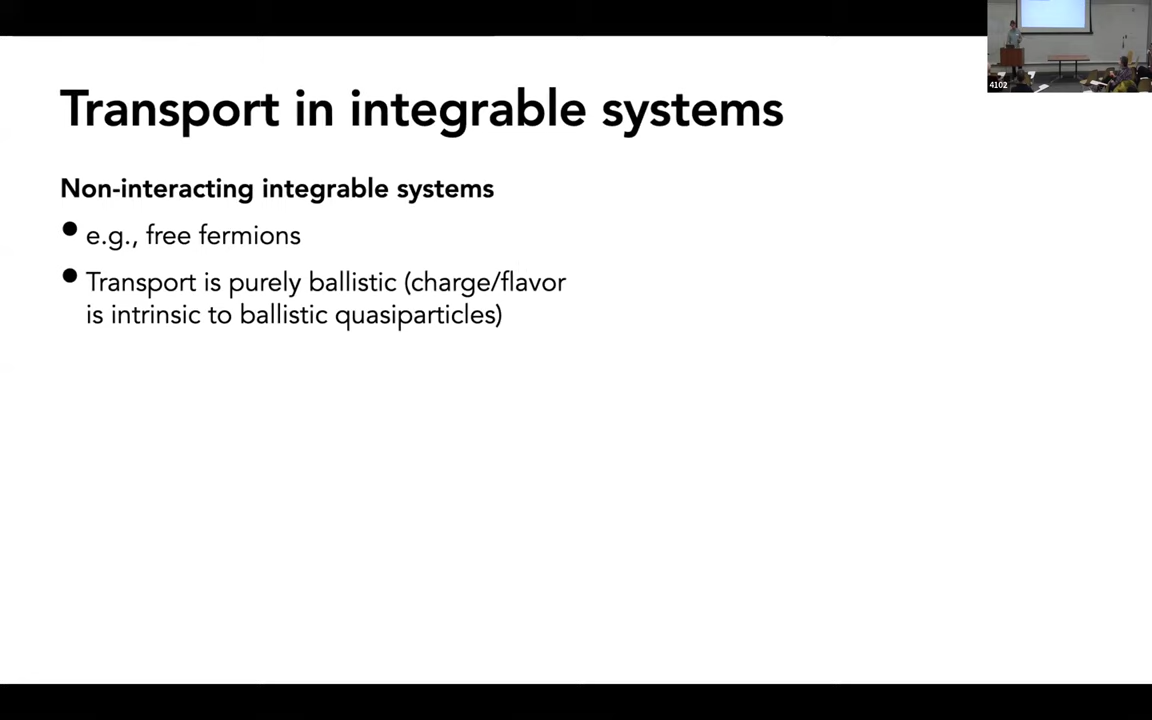 4102
Transport in integrable systems
Non-interacting integrable systems
• e.g., free fermions
• Transport is purely ballistic (charge/flavor
is intrinsic to ballistic quasiparticles)